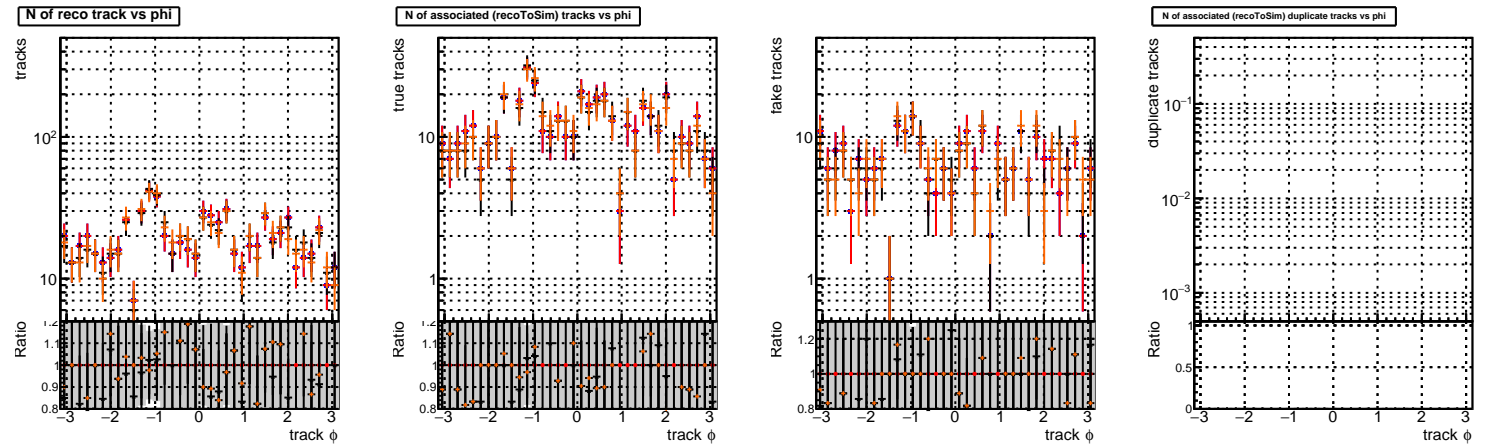 N of reco track vs phi
tracks
10²
10
Ratio
1.2
1.1
1
0.9
0.8
−3 −2 −1 0 1 2 3
track ϕ
N of associated (recoToSim) tracks vs phi
true tracks
10
1
Ratio
1.2
1.1
1
0.9
0.8
−3 −2 −1 0 1 2 3
track ϕ
fake tracks
10
1
Ratio
1.2
1
0.8
−3 −2 −1 0 1 2 3
track ϕ
N of associated (recoToSim) duplicate tracks vs phi
duplicate tracks
10⁻¹
10⁻²
10⁻³
Ratio
1
0.5
0
−3 −2 −1 0 1 2 3
track ϕ